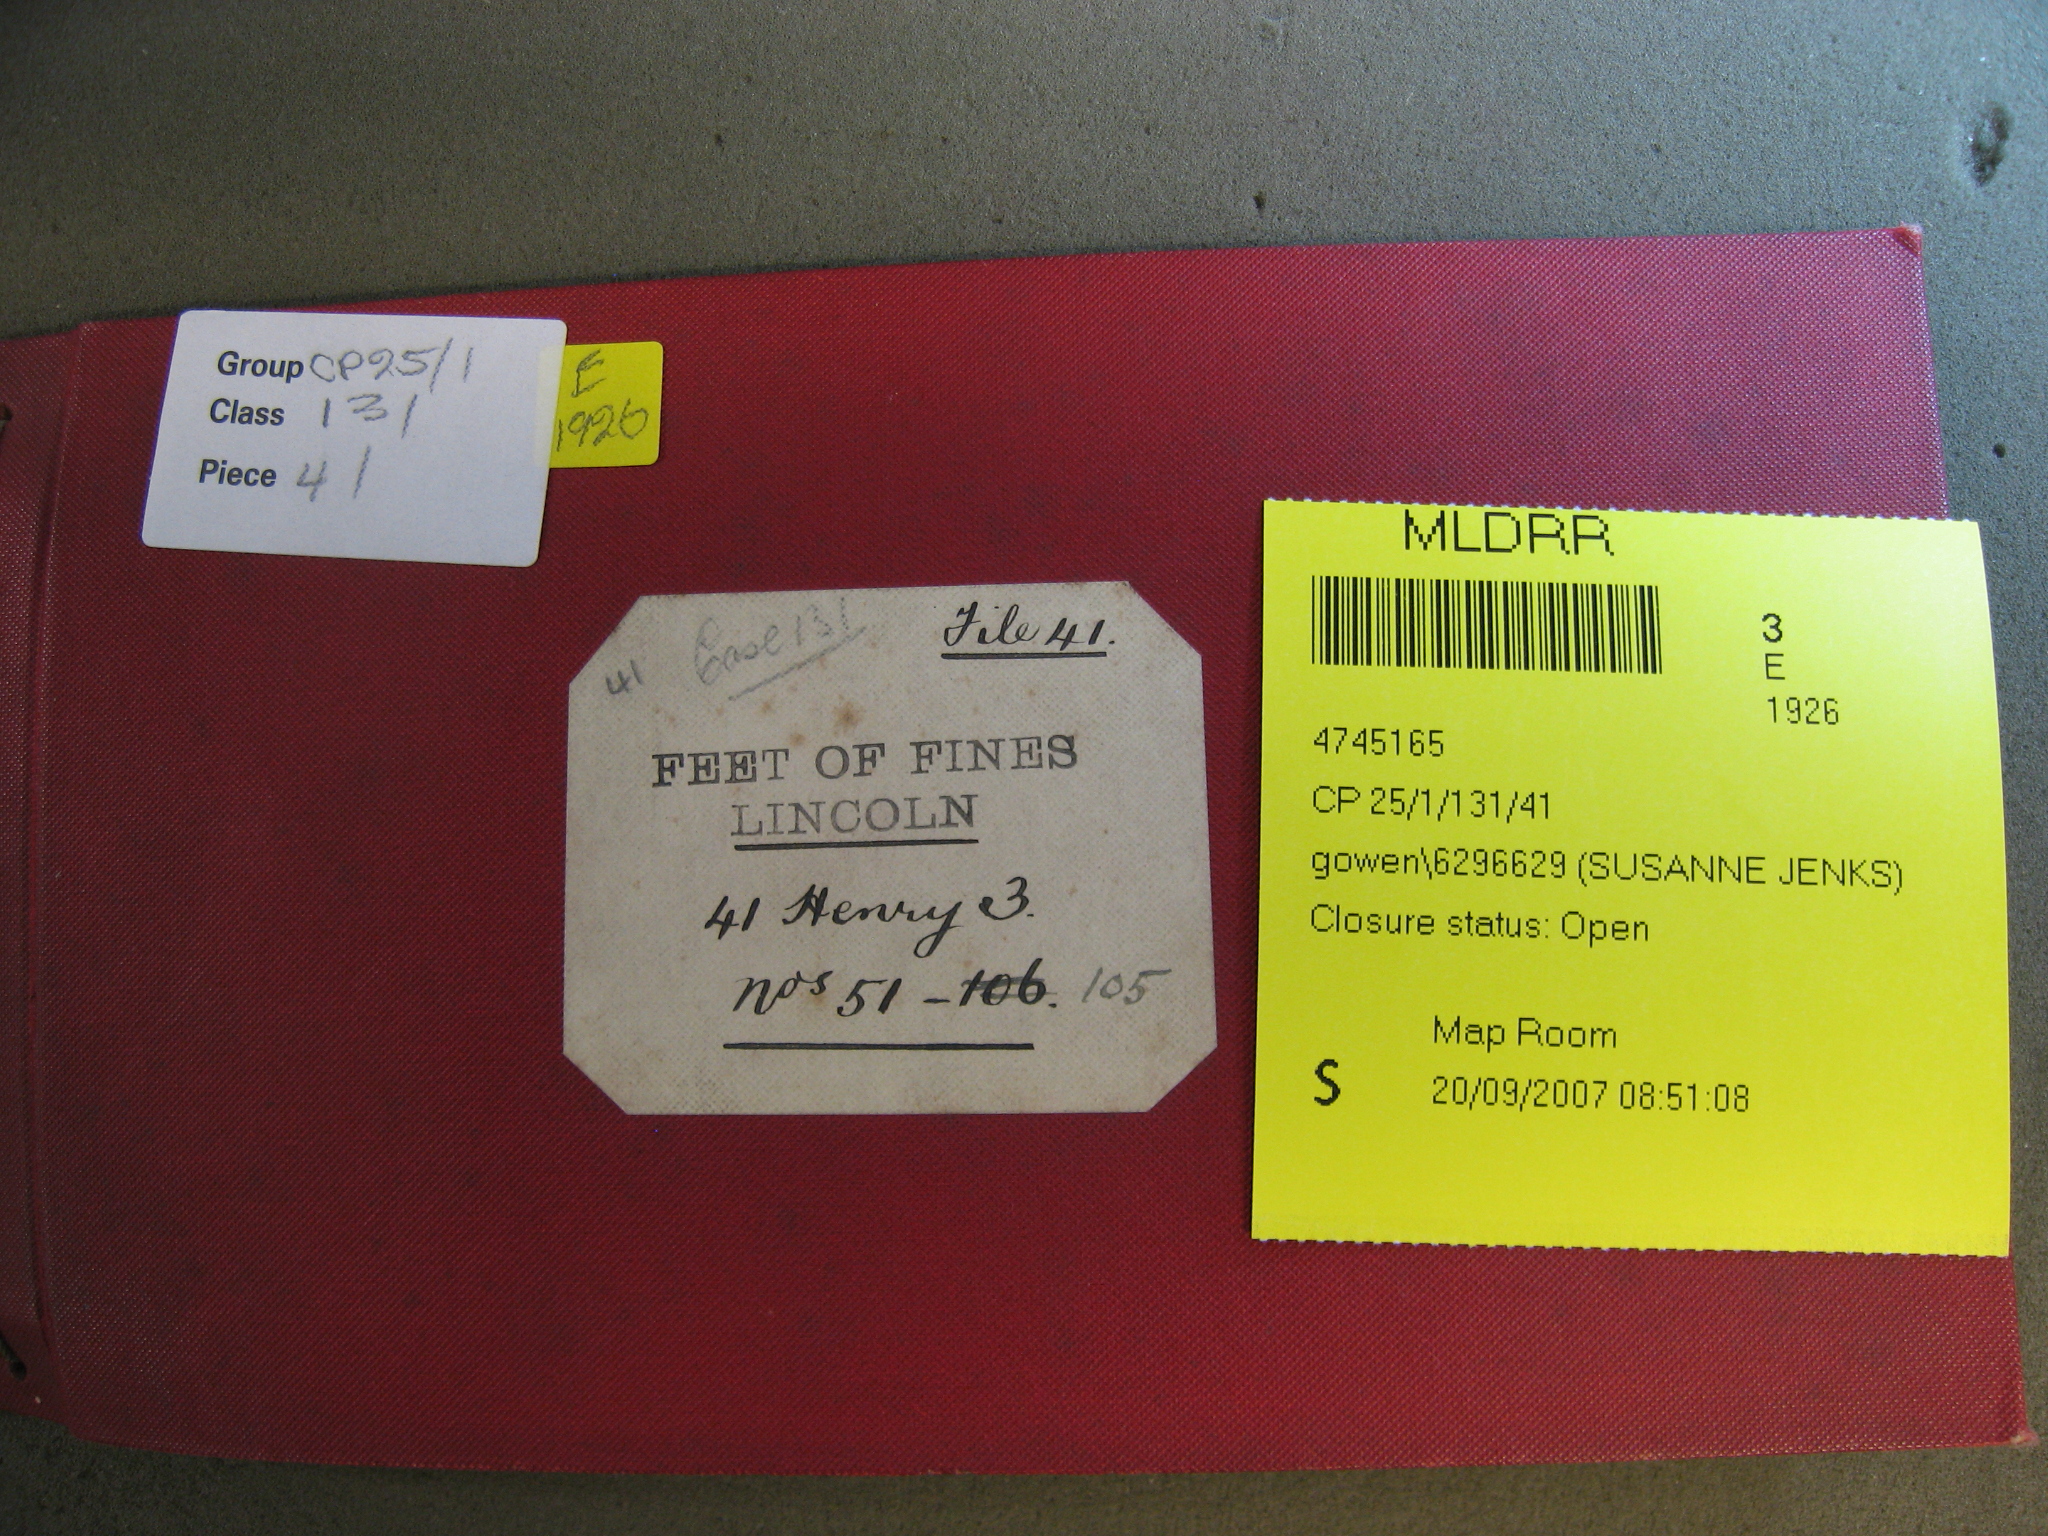 Group CP25/1
Class 131
Piece 41
E
1926
41 Case 131
File 41.
FEET OF FINES
LINCOLN
41 Henry 3.
Nos 51 - 106. 105
MLDRR
3
E
1926
4745165
CP 25/1/131/41
gowen\6296629 (SUSANNE JENKS)
Closure status: Open
Map Room
S 20/09/2007 08:51:08